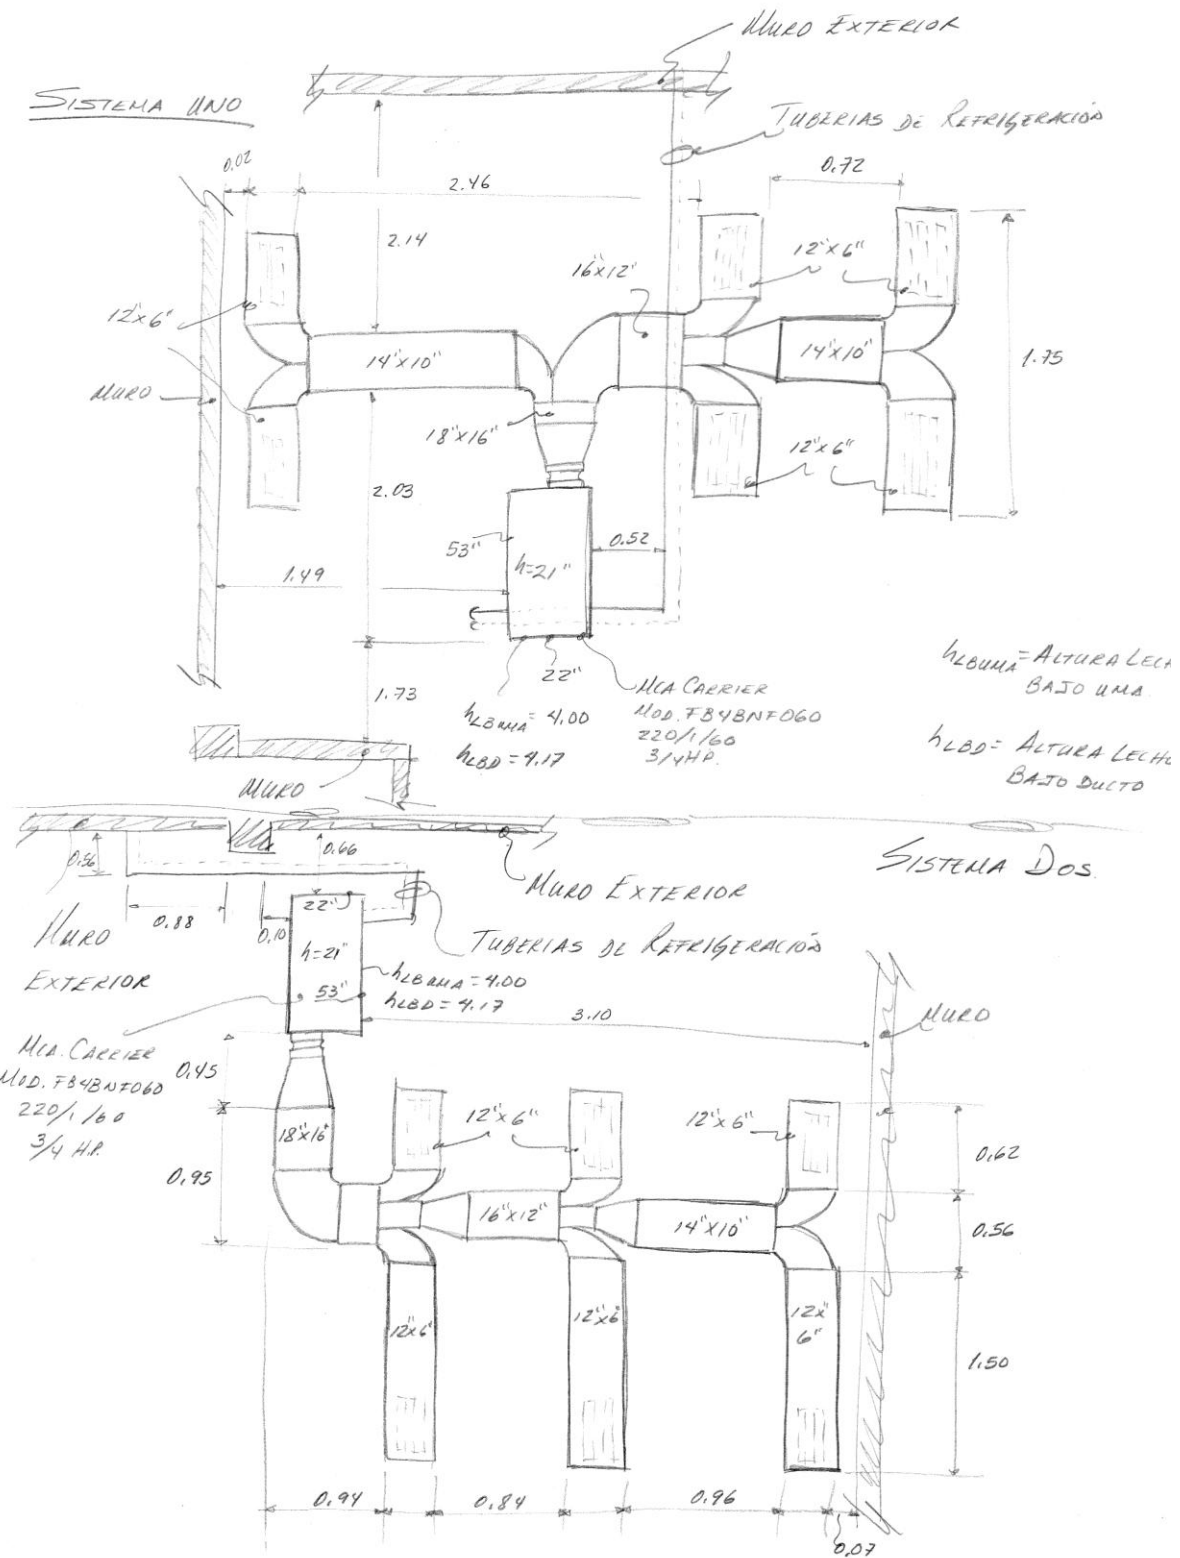 MURO EXTERIOR
SISTEMA UNO
TUBERIAS DE REFRIGERACIÓN
0.02
2.46
0.72
2.14
16"X12"
12"X6"
12"X6"
14"X10"
14"X10"
1.75
MURO
18"X16"
12"X6"
2.03
53"
0.52
h=21"
1.49
22"
1.73
hLBUMA = 4.00
hLBD = 4.17
MCA CARRIER
MOD. FB4BNF060
220/1/60
3/4 HP.
hLBUMA = ALTURA LECH
BAJO UMA
hLBD = ALTURA LECHO
BAJO DUCTO
MURO
0.56
0.66
SISTEMA DOS.
MURO EXTERIOR
0.88
0.10
22"
MURO
EXTERIOR
TUBERIAS DE REFRIGERACIÓN
h=21"
53"
hLBUMA = 4.00
hLBD = 4.17
3.10
MURO
MCA. CARRIER
MOD. FB4BNF060
220/1/60
3/4 H.P.
0.45
12"X6"
12"X6"
18"X16"
0.62
0.95
16"X12"
14"X10"
0.56
12"X6"
12"X6"
12"X
6"
1.50
0.94
0.84
0.96
0.07